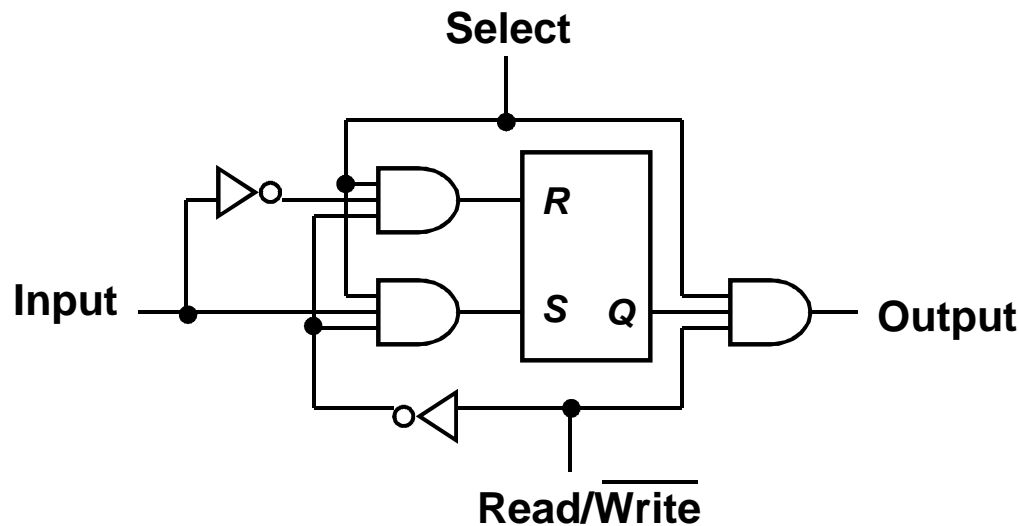 Select
R
Input
S Q
Output
Read/Write